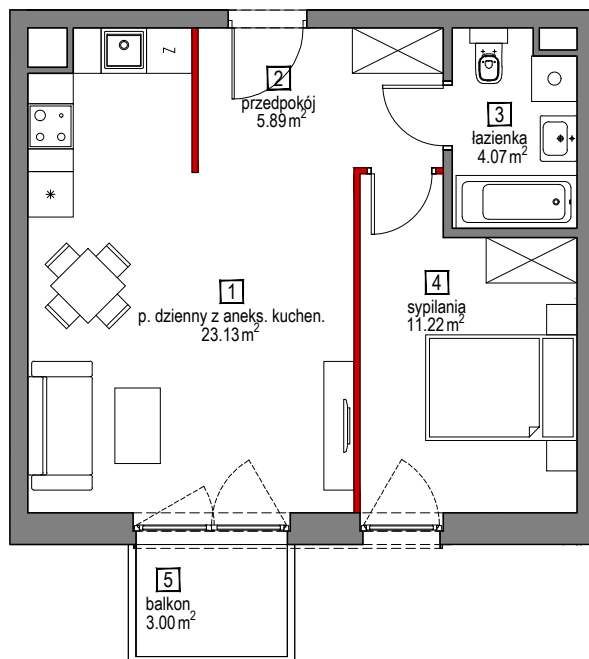 Z
2
przedpokój
5.89 m²
3
łazienka
4.07 m²
1
p. dzienny z aneks. kuchen.
23.13 m²
4
sypilania
11.22 m²
5
balkon
3.00 m²